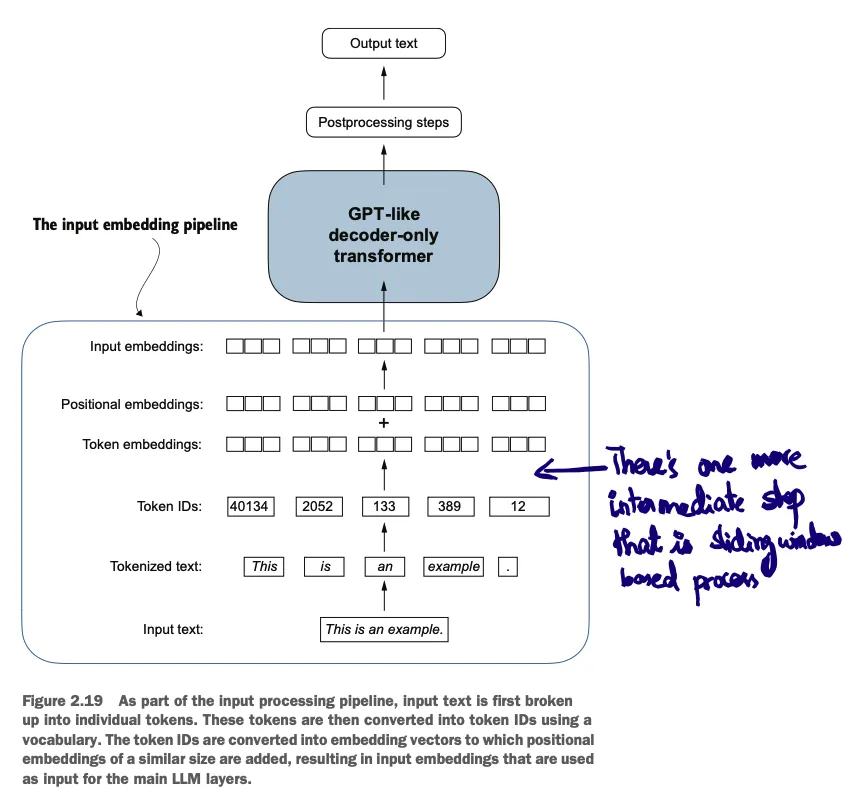 Output text
Postprocessing steps
The input embedding pipeline
GPT-like
decoder-only
transformer
Input embeddings:
Positional embeddings:
+
Token embeddings:
Token IDs: 40134 2052 133 389 12
Tokenized text: This is an example .
Input text: This is an example.
There's one more
intermediate step
that is sliding window
based process
Figure 2.19 As part of the input processing pipeline, input text is first broken
up into individual tokens. These tokens are then converted into token IDs using a
vocabulary. The token IDs are converted into embedding vectors to which positional
embeddings of a similar size are added, resulting in input embeddings that are used
as input for the main LLM layers.